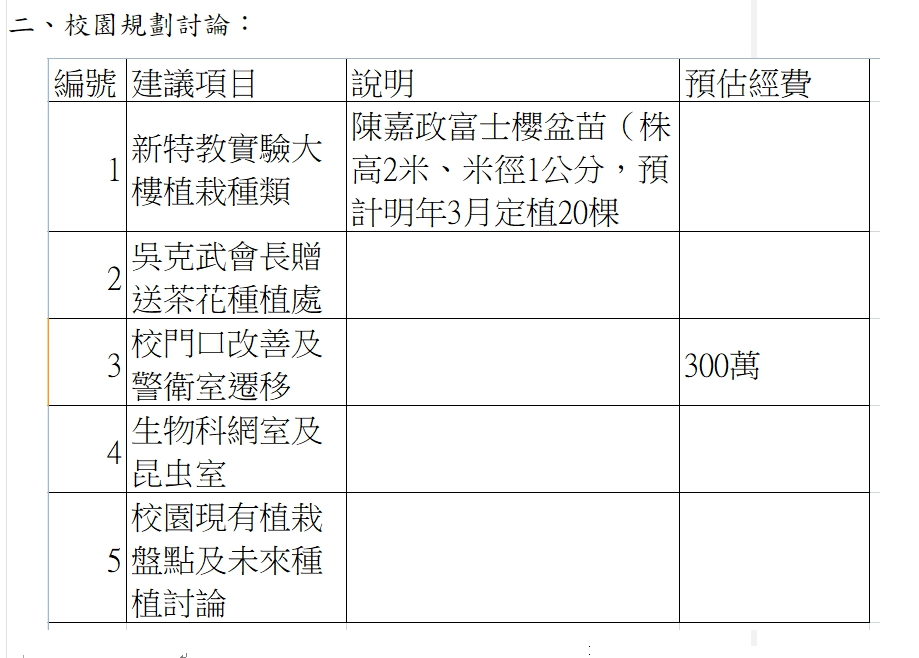 二、校園規劃討論：
編號 建議項目 說明 預估經費
1 新特教實驗大
樓植栽種類
陳嘉政富士櫻盆苗（株
高2米、米徑1公分，預
計明年3月定植20棵
2 吳克武會長贈
送茶花種植處
3 校門口改善及
警衛室遷移
300萬
4 生物科網室及
昆虫室
5 校園現有植栽
盤點及未來種
植討論